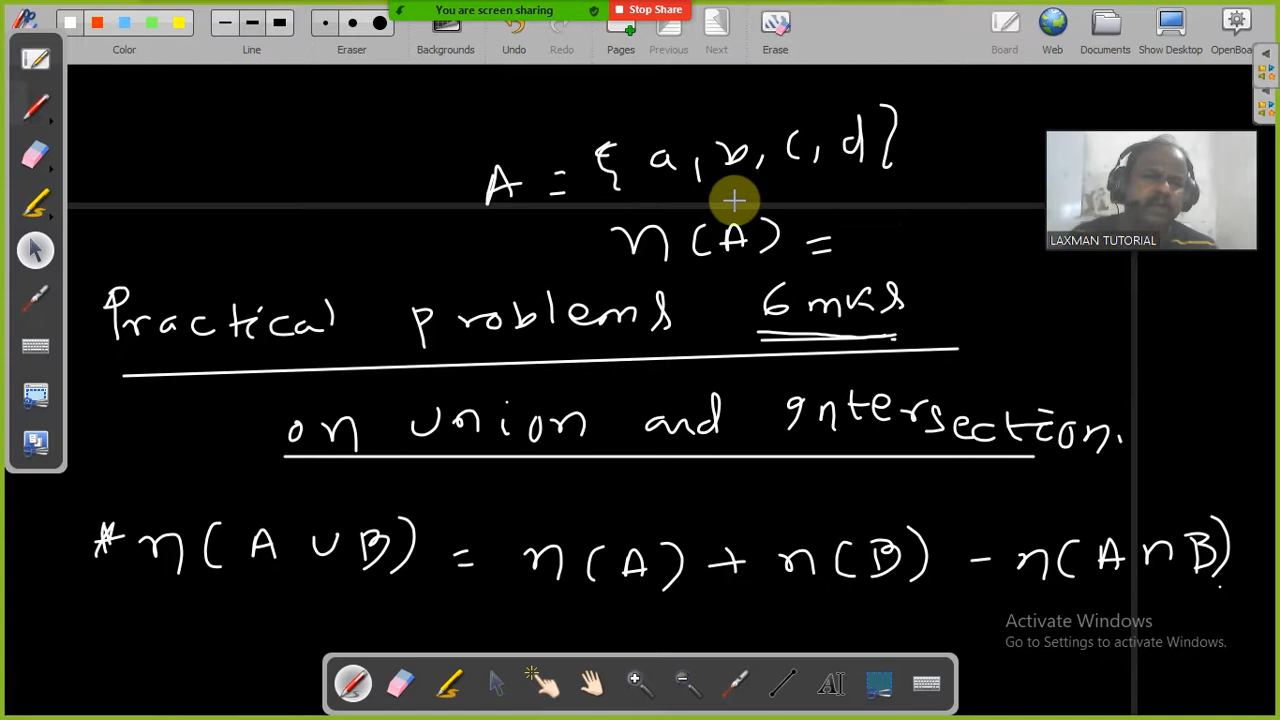 You are screen sharing Stop Share
Color Line Eraser Backgrounds Undo Redo Pages Previous Next Erase Board Web Documents Show Desktop OpenBoa
A = { a, b, c, d }
n(A) =
LAXMAN TUTORIAL
Practical problems 6 mks
on union and intersection.
* n( A ∪ B) = n(A) + n(B) - n(A ∩ B)
Activate Windows
Go to Settings to activate Windows.
AI